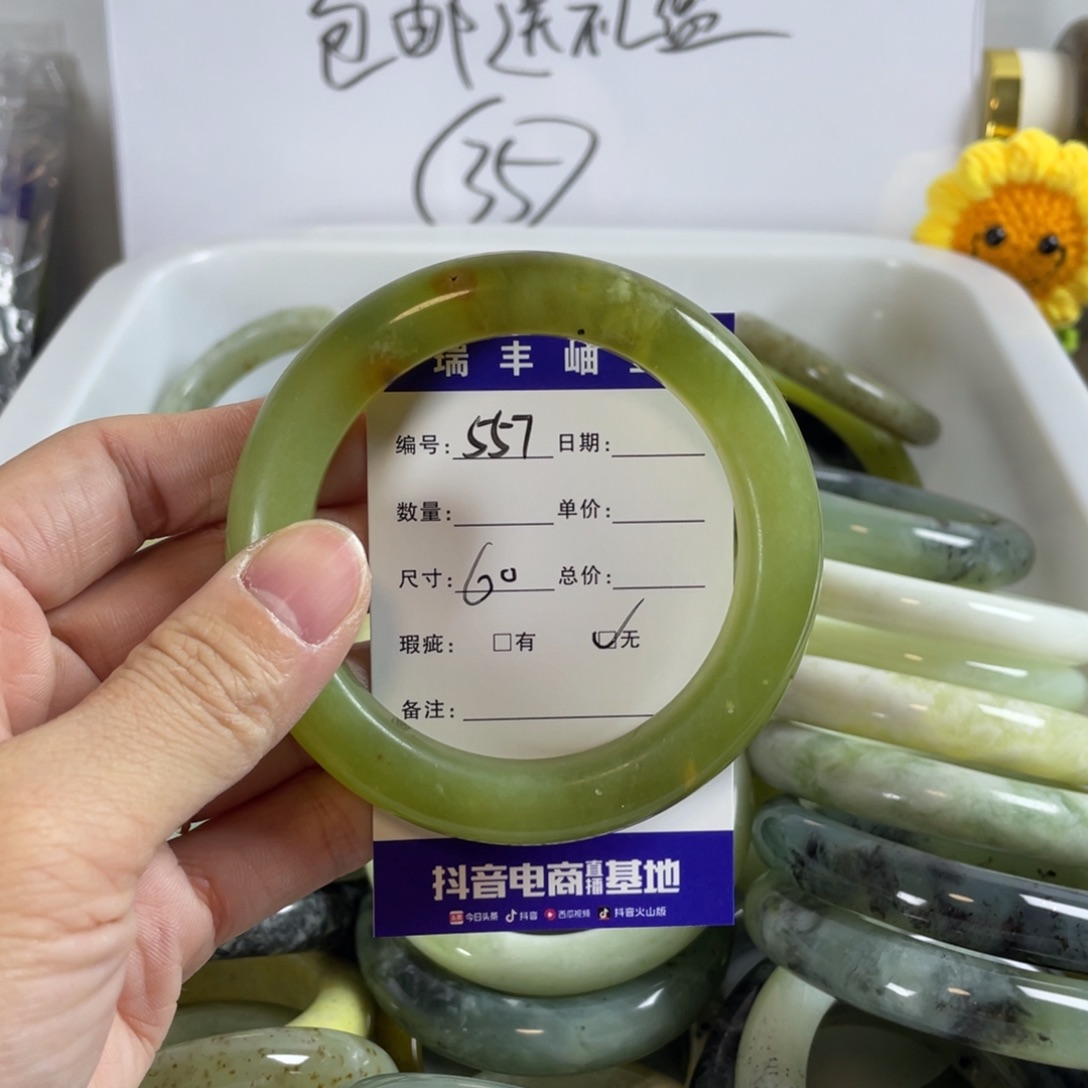 包邮送礼盒
(35)
瑞丰岫
编号: 557 日期:
数量: 单价:
尺寸: 60 总价:
瑕疵: □有 ☑无
备注:
抖音电商直播基地
今日头条 抖音 西瓜视频 抖音火山版